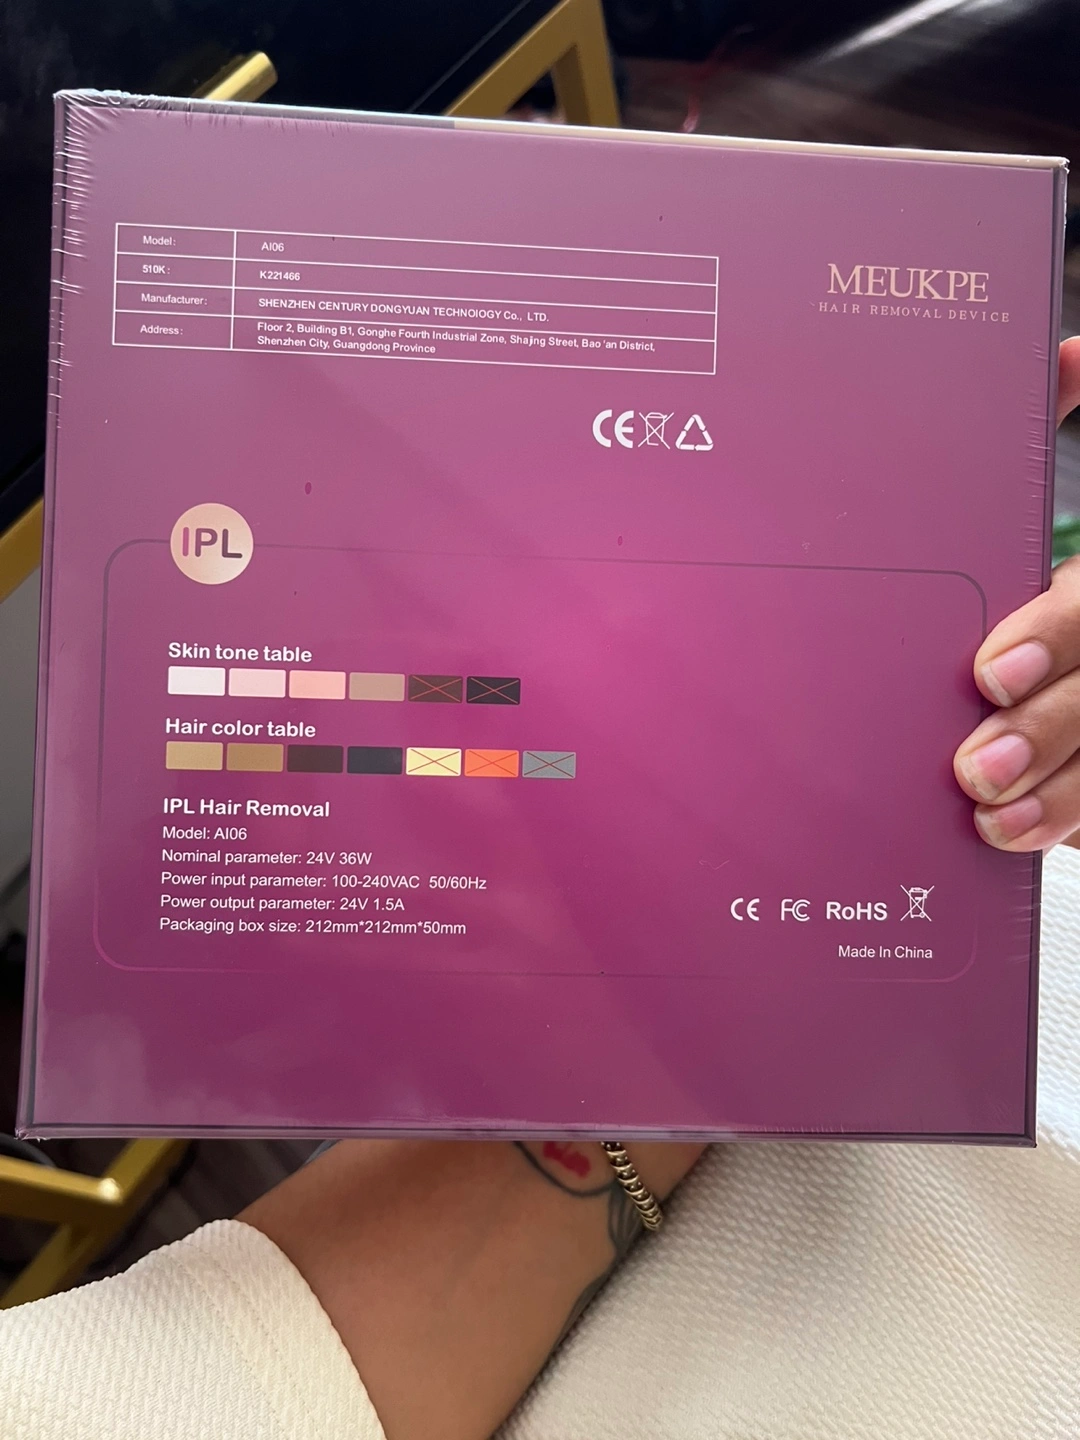 Model:
AI06
510K:
K221466
Manufacturer:
SHENZHEN CENTURY DONGYUAN TECHNOIOGY Co., LTD.
Address:
Floor 2, Building B1, Gonghe Fourth Industrial Zone, Shajing Street, Bao 'an District,
Shenzhen City, Guangdong Province
MEUKPE
HAIR REMOVAL DEVICE
CE
IPL
Skin tone table
Hair color table
IPL Hair Removal
Model: AI06
Nominal parameter: 24V 36W
Power input parameter: 100-240VAC 50/60Hz
Power output parameter: 24V 1.5A
Packaging box size: 212mm*212mm*50mm
CE FC RoHS
Made In China